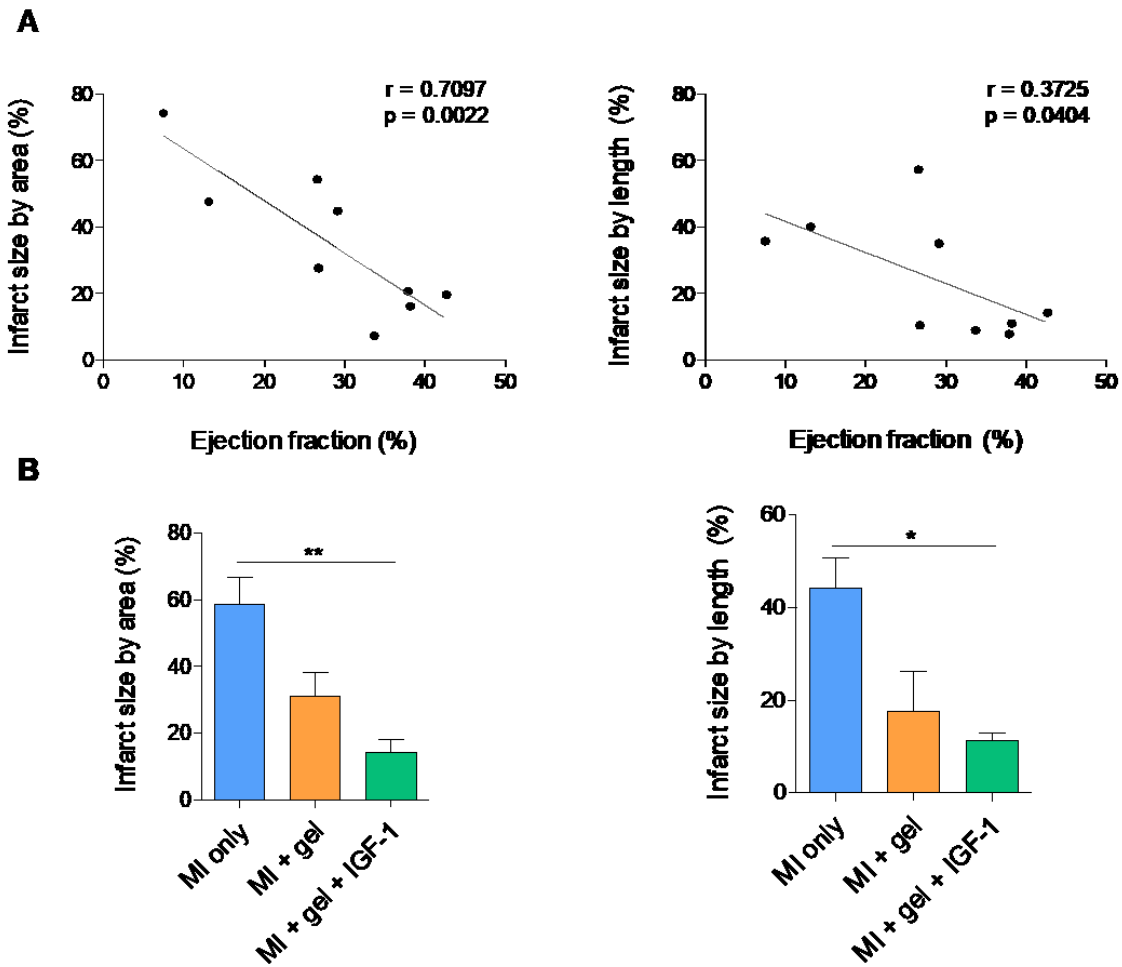 A
r = 0.7097
p = 0.0022
Infarct size by area (%)
80
60
40
20
0
0 10 20 30 40 50
Ejection fraction (%)
r = 0.3725
p = 0.0404
Infarct size by length (%)
80
60
40
20
0
0 10 20 30 40 50
Ejection fraction (%)
B
Infarct size by area (%)
80
60
40
20
0
**
MI only
MI + gel
MI + gel + IGF-1
Infarct size by length (%)
60
40
20
0
*
MI only
MI + gel
MI + gel + IGF-1